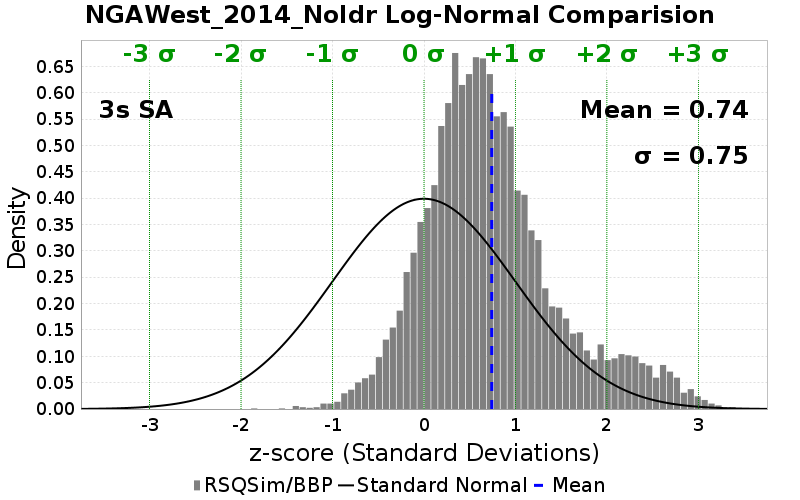 NGAWest_2014_NoIdr Log-Normal Comparision
-3 σ -2 σ -1 σ 0 σ +1 σ +2 σ +3 σ
3s SA
Mean = 0.74
σ = 0.75
Density
0.65
0.60
0.55
0.50
0.45
0.40
0.35
0.30
0.25
0.20
0.15
0.10
0.05
0.00
-3 -2 -1 0 1 2 3
z-score (Standard Deviations)
RSQSim/BBP Standard Normal Mean